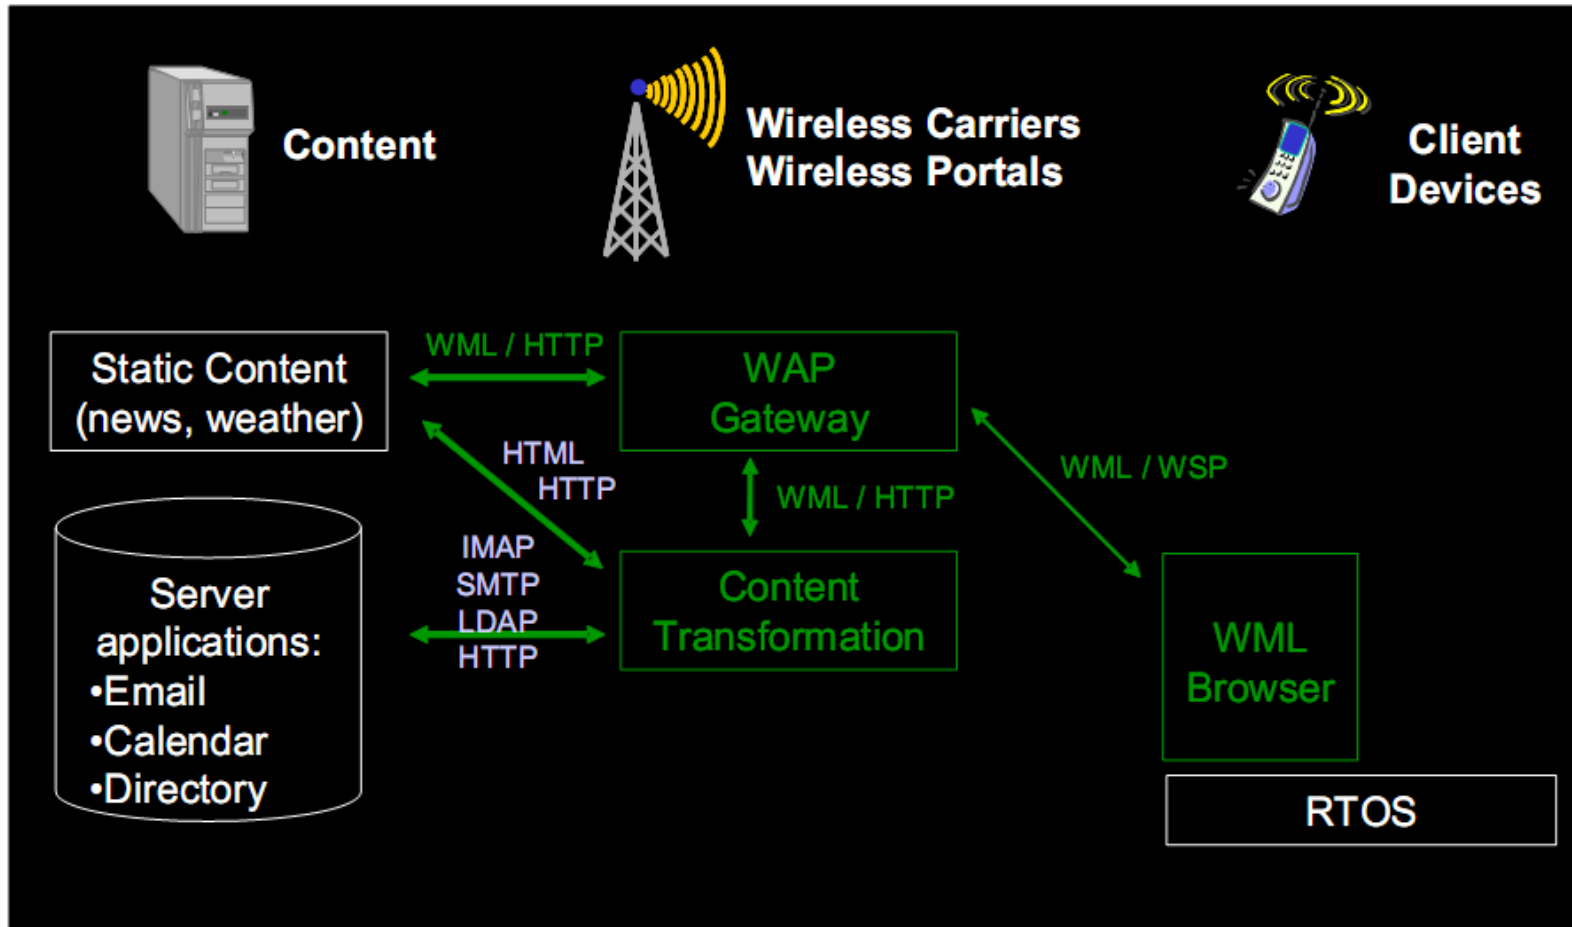 Content
Wireless Carriers
Wireless Portals
Client
Devices
Static Content
(news, weather)
WML / HTTP
WAP
Gateway
HTML
HTTP
WML / HTTP
WML / WSP
Server
applications:
•Email
•Calendar
•Directory
IMAP
SMTP
LDAP
HTTP
Content
Transformation
WML
Browser
RTOS